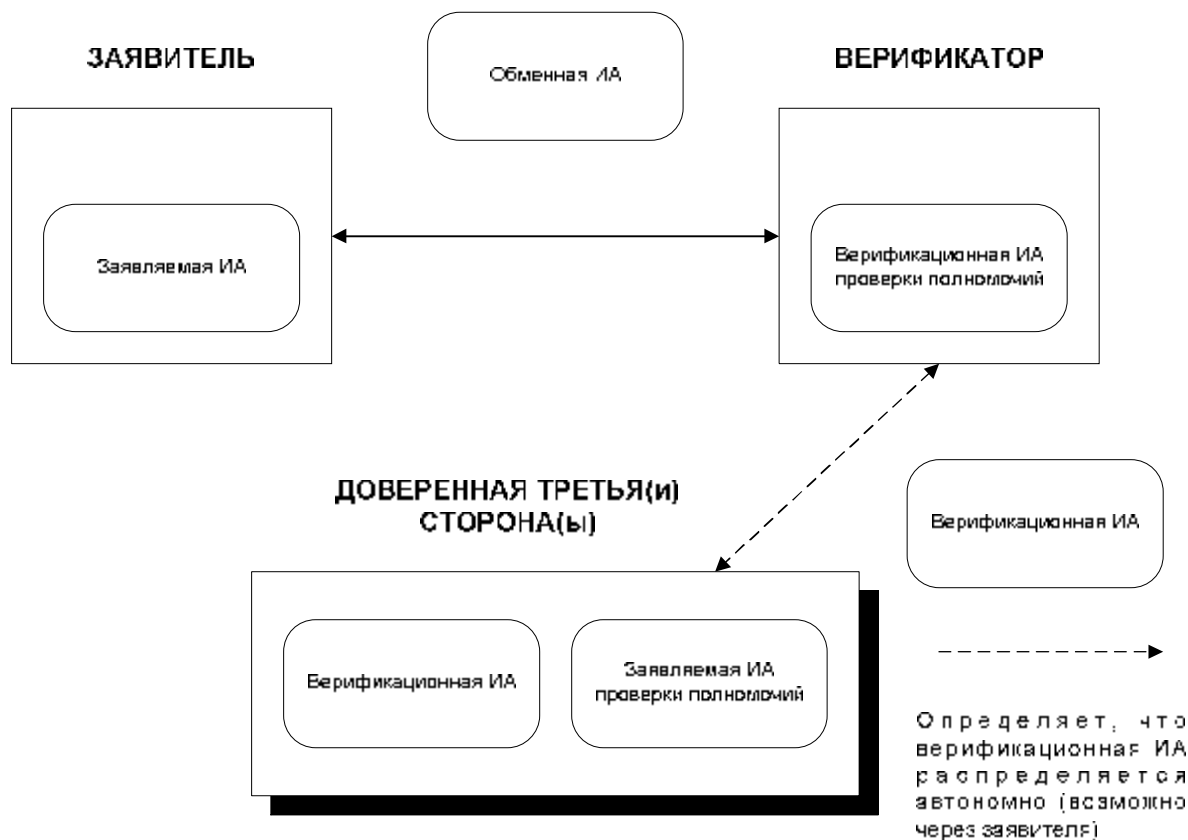 ЗАЯВИТЕЛЬ
Обменная ИА
ВЕРИФИКАТОР
Заявляемая ИА
Верификационная ИА
проверки полномочий
ДОВЕРЕННАЯ ТРЕТЬЯ(и)
СТОРОНА(ы)
Верификационная ИА
Верификационная ИА
Заявляемая ИА
проверки полномочий
Определяет, что
верификационная ИА
распределяется
автономно (возможно
через заявителя)